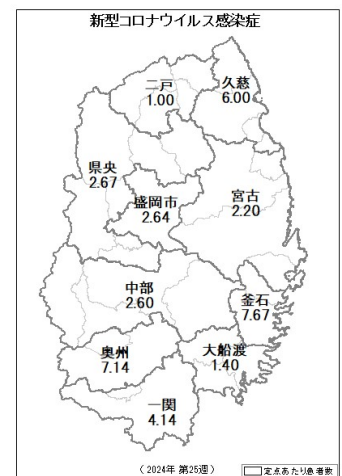 新型コロナウイルス感染症
二戸
1.00
久慈
6.00
県央
2.67
盛岡市
2.64
宮古
2.20
中部
2.60
釜石
7.67
奥州
7.14
大船渡
1.40
一関
4.14
(2024年 第25週)
定点あたり患者数